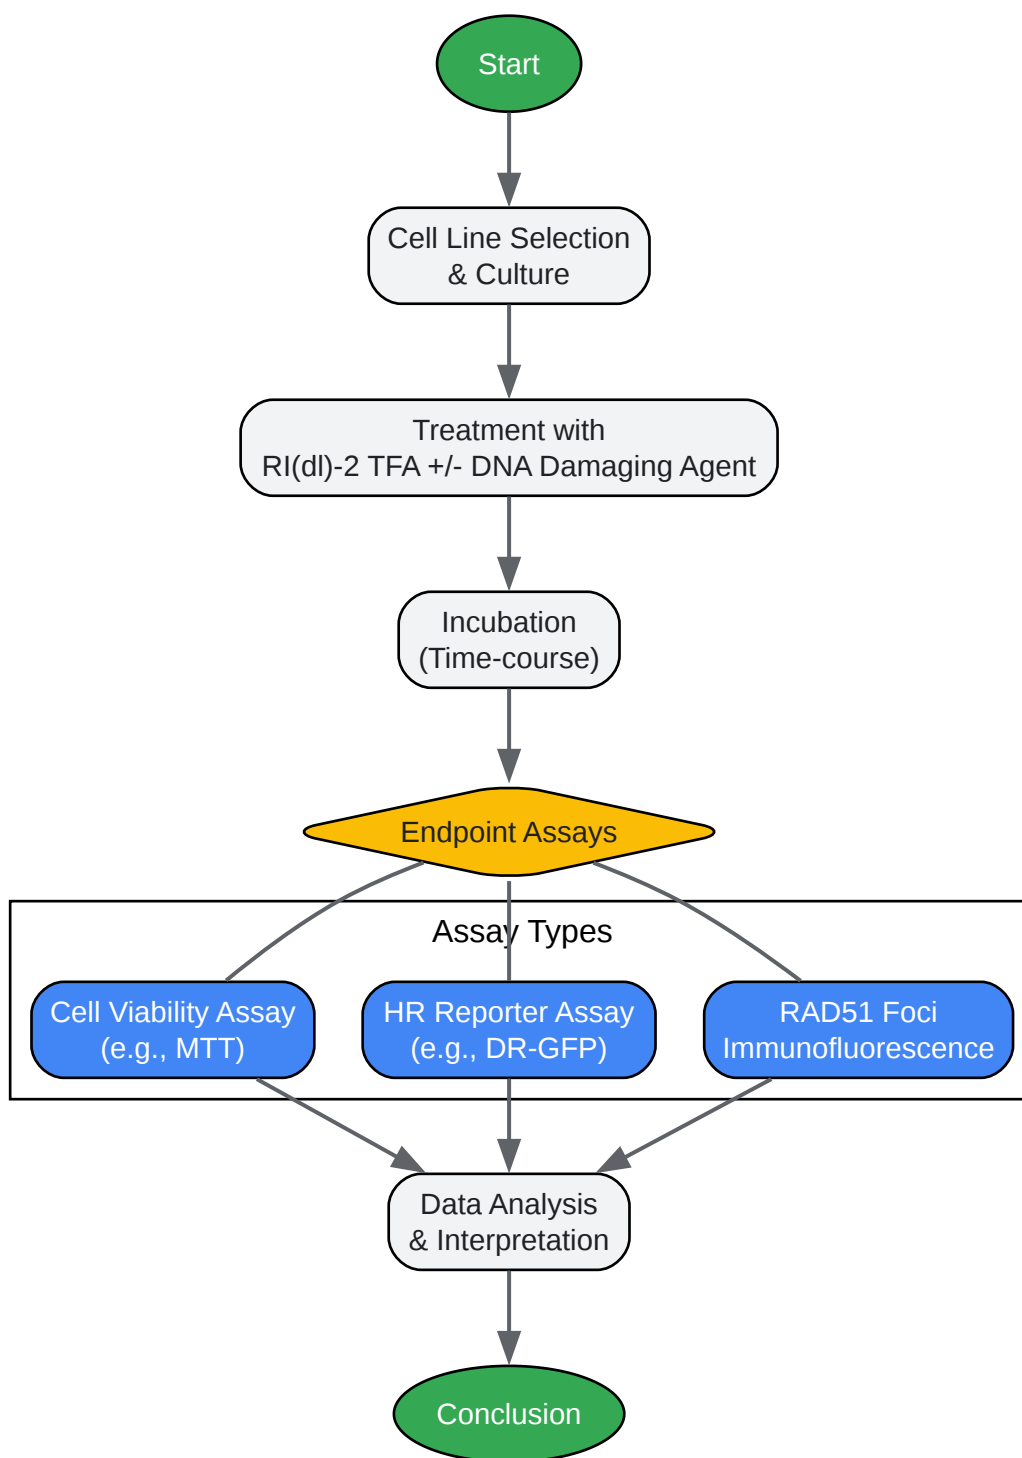 Start
Cell Line Selection
& Culture
Treatment with
RI(dl)-2 TFA +/- DNA Damaging Agent
Incubation
(Time-course)
Endpoint Assays
Assay Types
Cell Viability Assay
(e.g., MTT)
HR Reporter Assay
(e.g., DR-GFP)
RAD51 Foci
Immunofluorescence
Data Analysis
& Interpretation
Conclusion